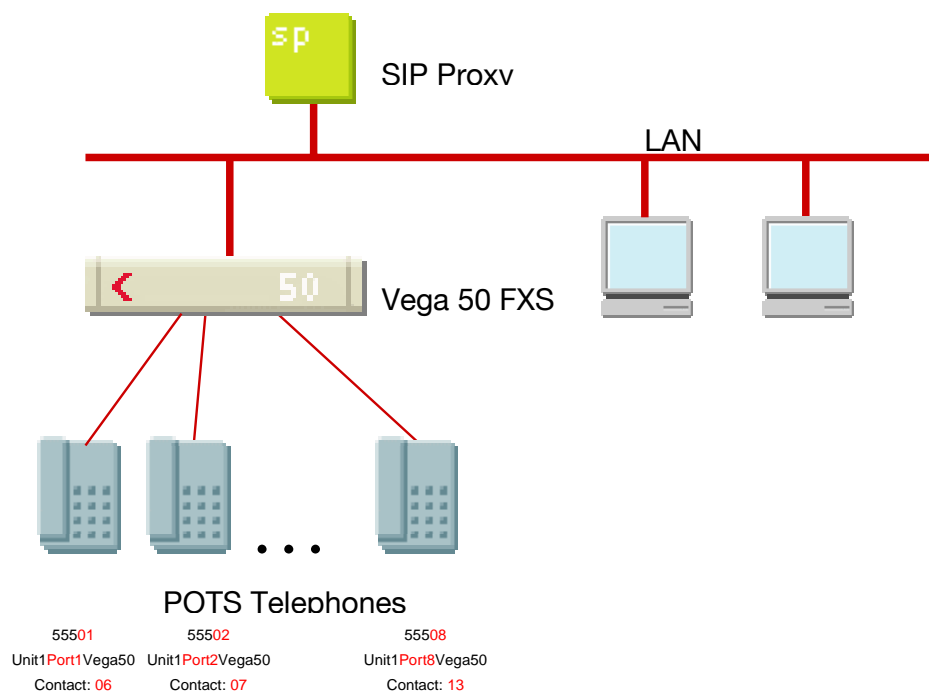 sp
SIP Proxy
LAN
50
Vega 50 FXS
. . .
POTS Telephones
55501 55502 55508
Unit1Port1Vega50 Unit1Port2Vega50 Unit1Port8Vega50
Contact: 06 Contact: 07 Contact: 13